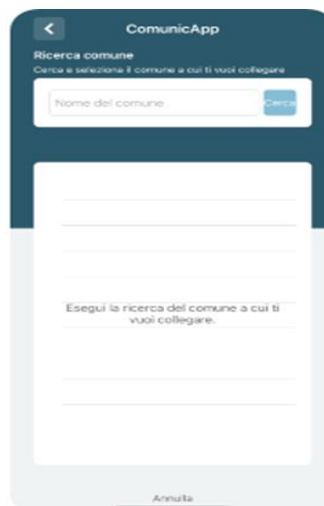 ComunicApp
Ricerca comune
Cerca e seleziona il comune a cui ti vuoi collegare
Nome del comune
Cerca
Esegui la ricerca del comune a cui ti
vuoi collegare.
Annulla